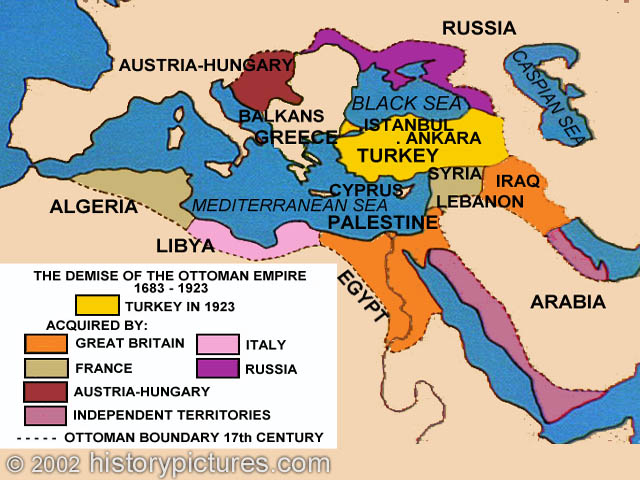 RUSSIA
AUSTRIA-HUNGARY
CASPIAN SEA
BLACK SEA
BALKANS
ISTANBUL
GREECE
. ANKARA
TURKEY
SYRIA
IRAQ
CYPRUS
LEBANON
ALGERIA
MEDITERRANEAN SEA
PALESTINE
LIBYA
EGYPT
ARABIA
THE DEMISE OF THE OTTOMAN EMPIRE
1683 - 1923
TURKEY IN 1923
ACQUIRED BY:
GREAT BRITAIN
ITALY
FRANCE
RUSSIA
AUSTRIA-HUNGARY
INDEPENDENT TERRITORIES
OTTOMAN BOUNDARY 17th CENTURY
© 2002 historypictures.com